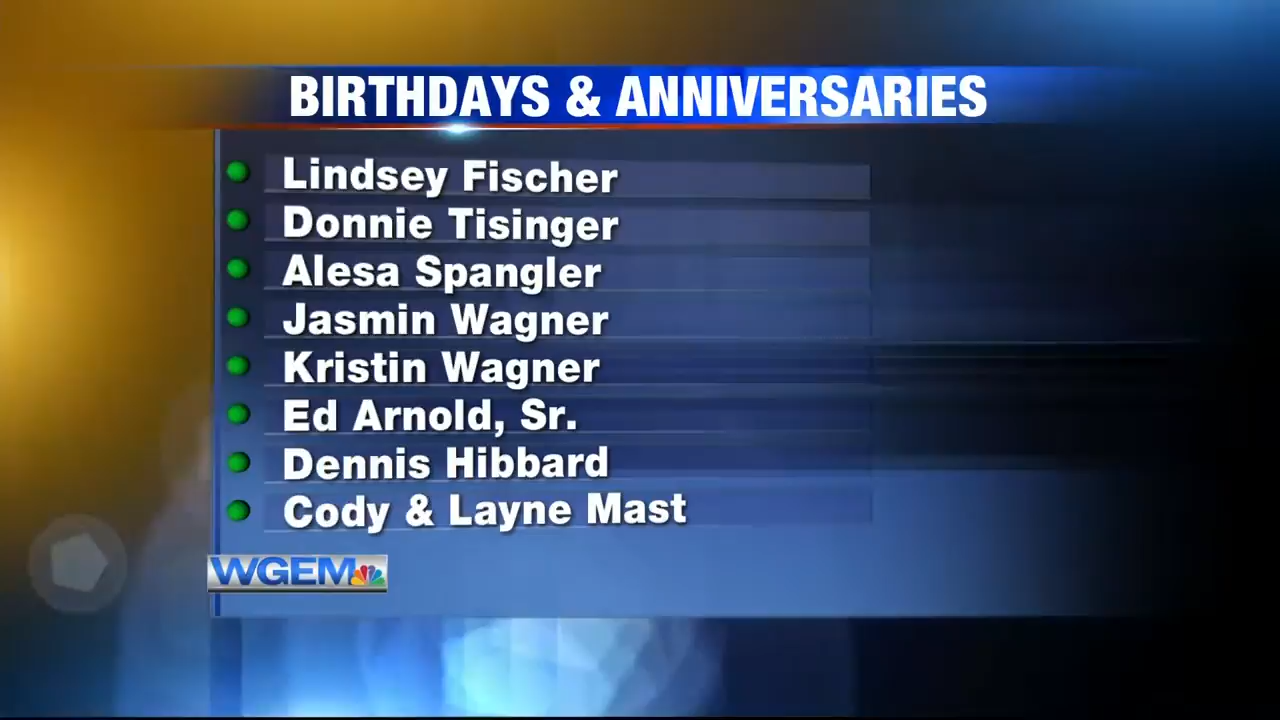 BIRTHDAYS & ANNIVERSARIES
Lindsey Fischer
Donnie Tisinger
Alesa Spangler
Jasmin Wagner
Kristin Wagner
Ed Arnold, Sr.
Dennis Hibbard
Cody & Layne Mast
WGEM